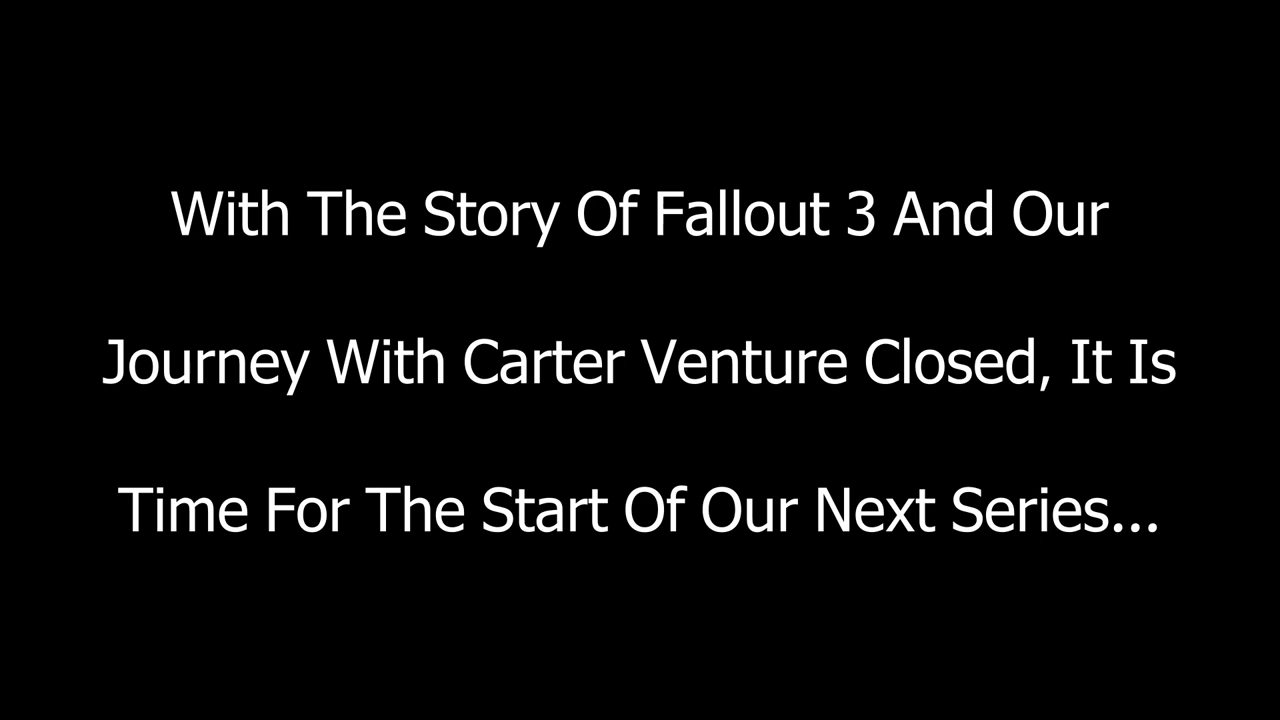 With The Story Of Fallout 3 And Our
Journey With Carter Venture Closed, It Is
Time For The Start Of Our Next Series...